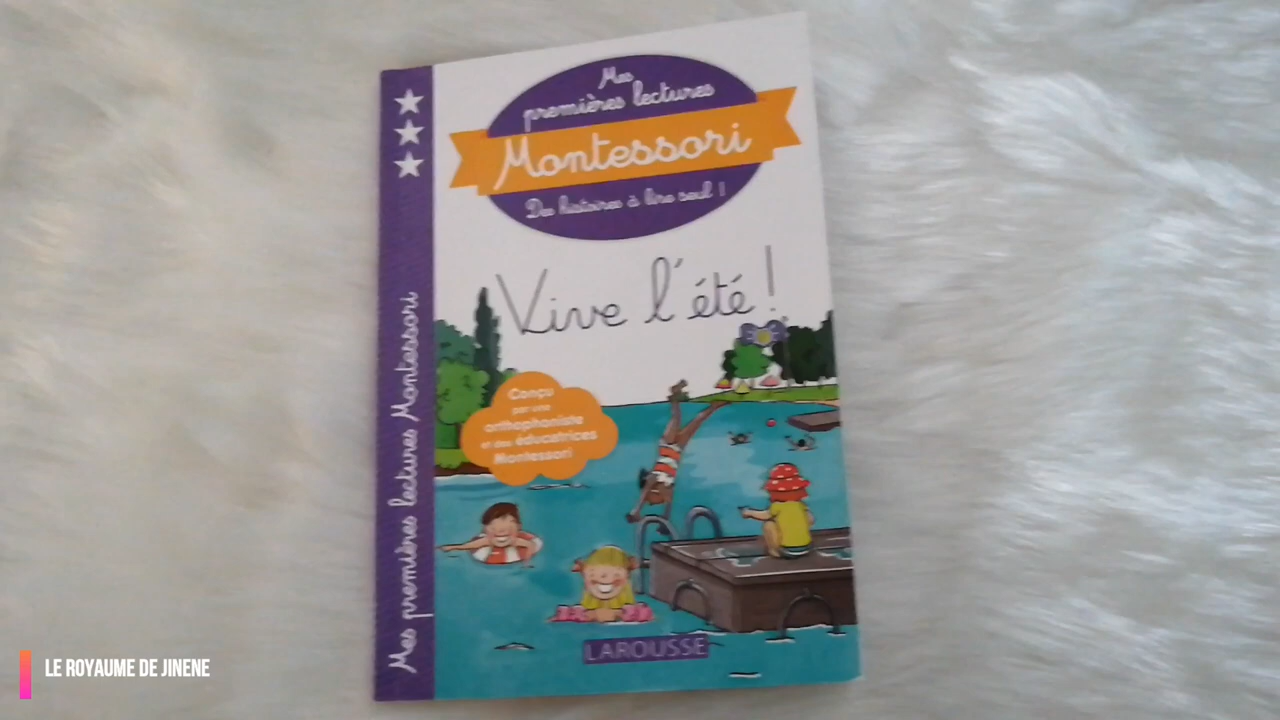 Mes
premières lectures
Montessori
Des histoires à lire seul !
Vive l'été !
Conçu
par une
orthophoniste
et des éducatrices
Montessori
LAROUSSE
Mes premières lectures Montessori
LE ROYAUME DE JINENE